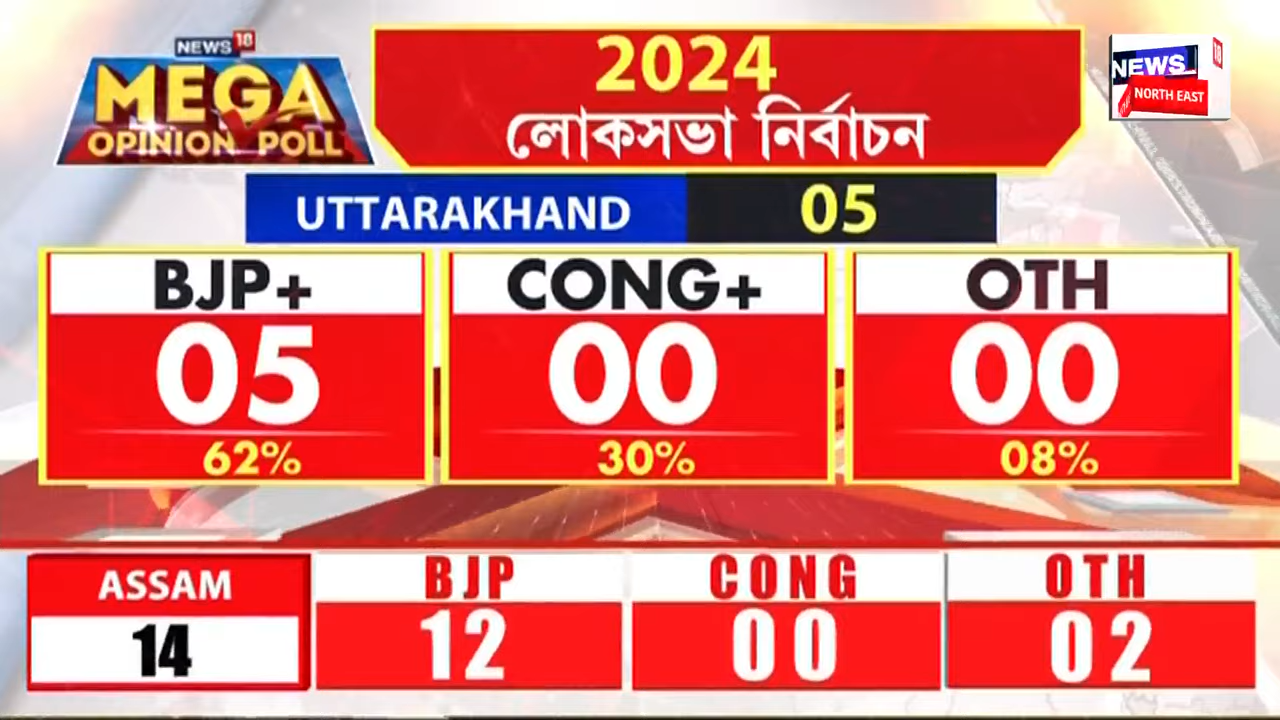 NEWS 18
MEGA
OPINION POLL
2024
লোকসভা নিৰ্বাচন
NEWS 18
NORTH EAST
UTTARAKHAND 05
BJP+ CONG+ OTH
05 00 00
62% 30% 08%
ASSAM BJP CONG OTH
14 12 00 02